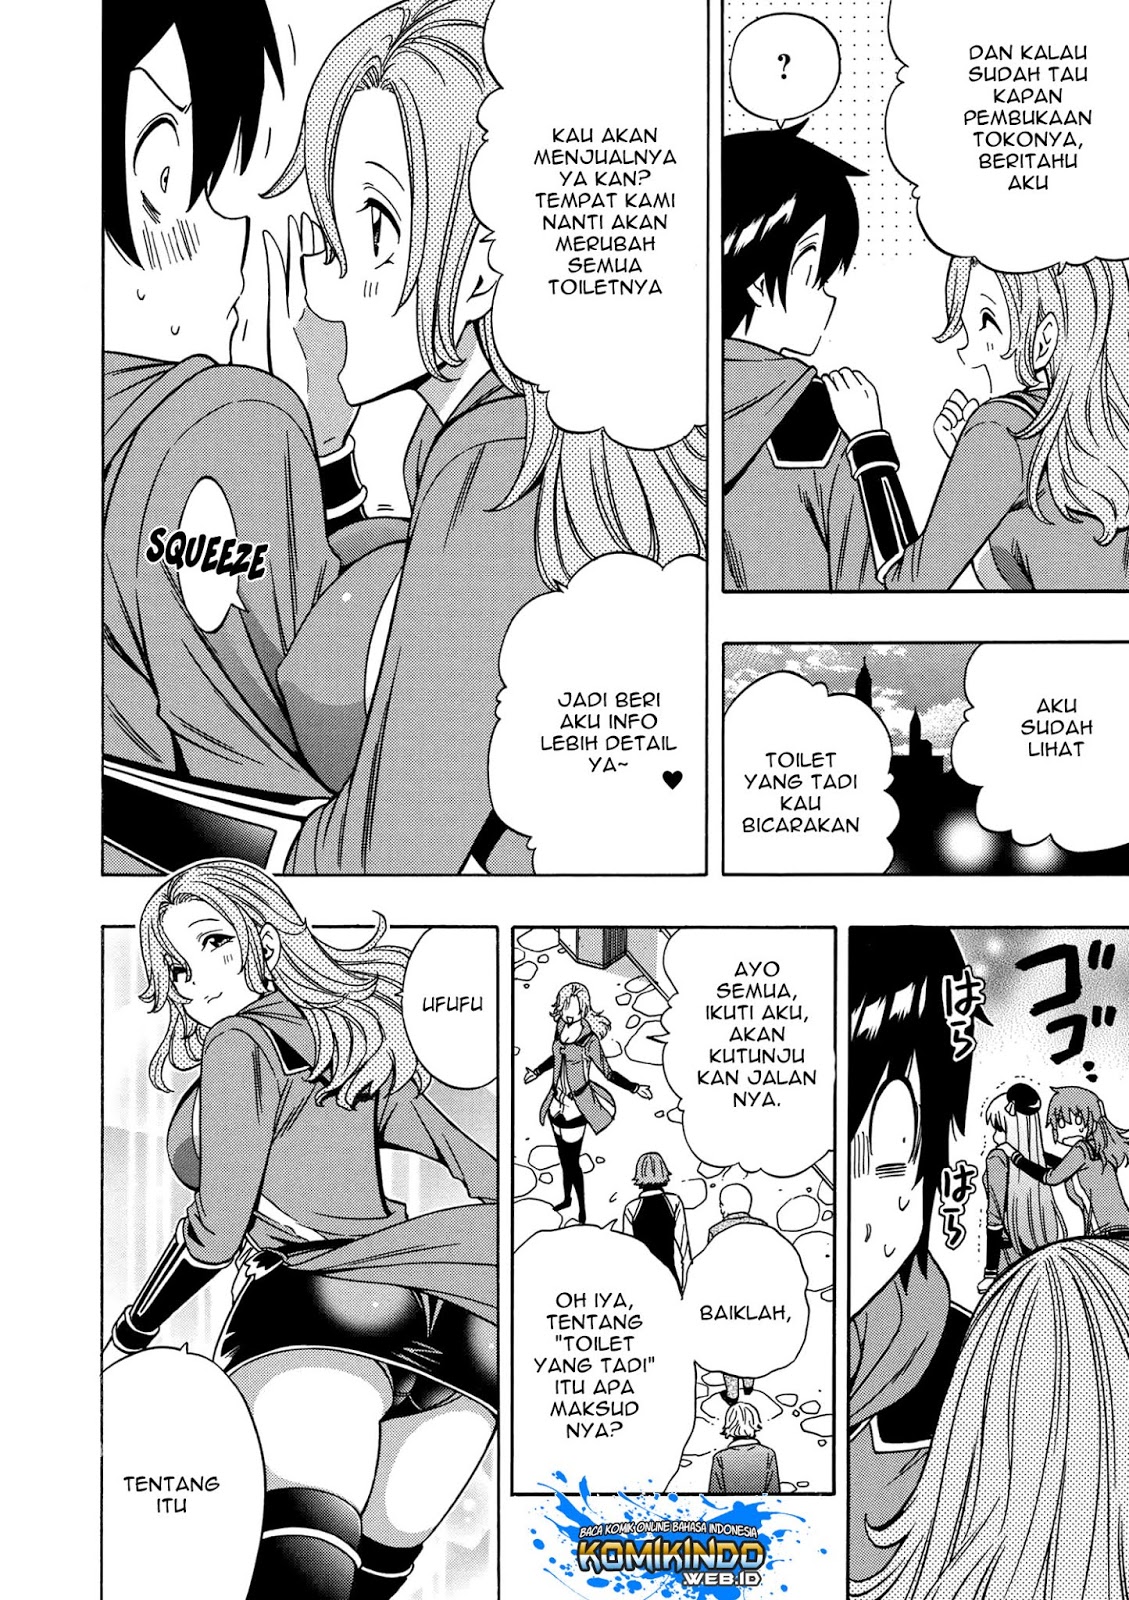 ?
DAN KALAU
SUDAH TAU
KAPAN
PEMBUKAAN
TOKONYA,
BERITAHU
AKU
KAU AKAN
MENJUALNYA
YA KAN?
TEMPAT KAMI
NANTI AKAN
MERUBAH
SEMUA
TOILETNYA
SQUEEZE
JADI BERI
AKU INFO
LEBIH DETAIL
YA~ ♥
AKU
SUDAH
LIHAT
TOILET
YANG TADI
KAU
BICARAKAN
ゴゴ
はら
はら
AYO
SEMUA,
IKUTI AKU,
AKAN
KUTUNJU
KAN JALAN
NYA.
BAIKLAH,
OH IYA,
TENTANG
"TOILET
YANG TADI"
ITU APA
MAKSUD
NYA?
UFUFU
TENTANG
ITU
BACA KOMIK ONLINE BAHASA INDONESIA
KOMIKINDO
WEB.ID